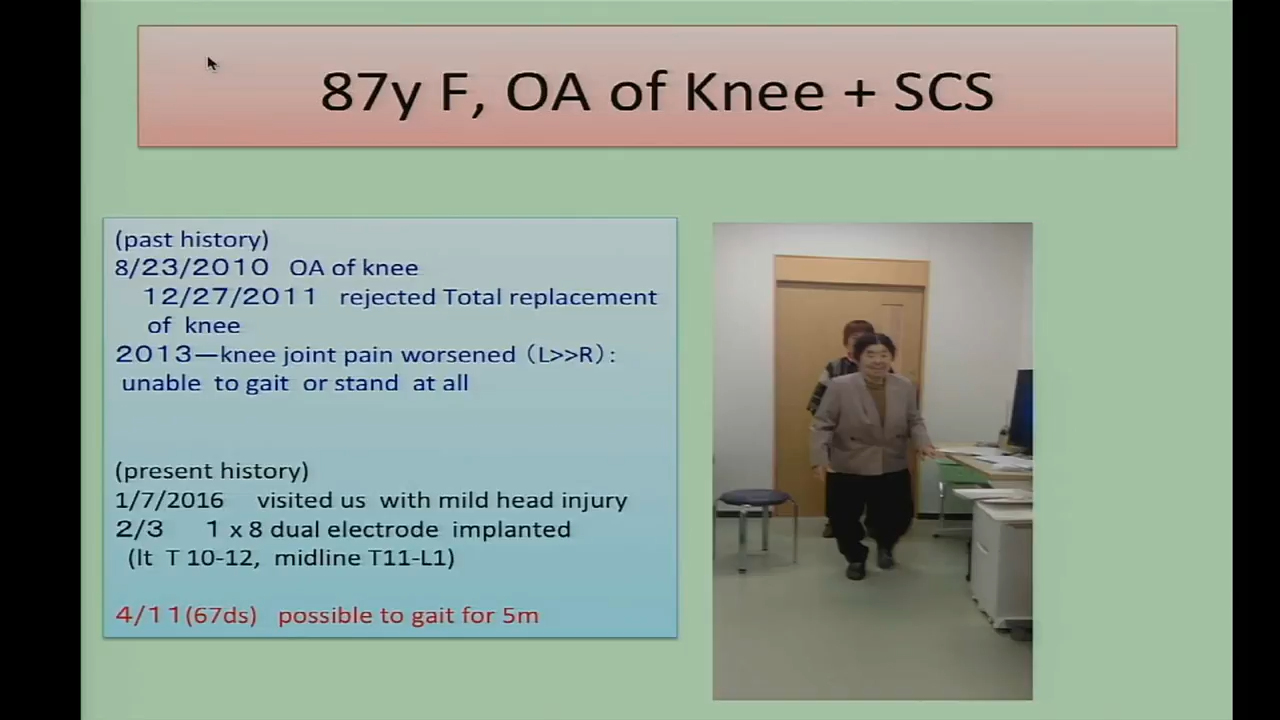 87y F, OA of Knee + SCS
(past history)
8/23/2010 OA of knee
12/27/2011 rejected Total replacement
of knee
2013—knee joint pain worsened (L>>R):
unable to gait or stand at all
(present history)
1/7/2016 visited us with mild head injury
2/3 1 x 8 dual electrode implanted
(lt T 10-12, midline T11-L1)
4/11(67ds) possible to gait for 5m